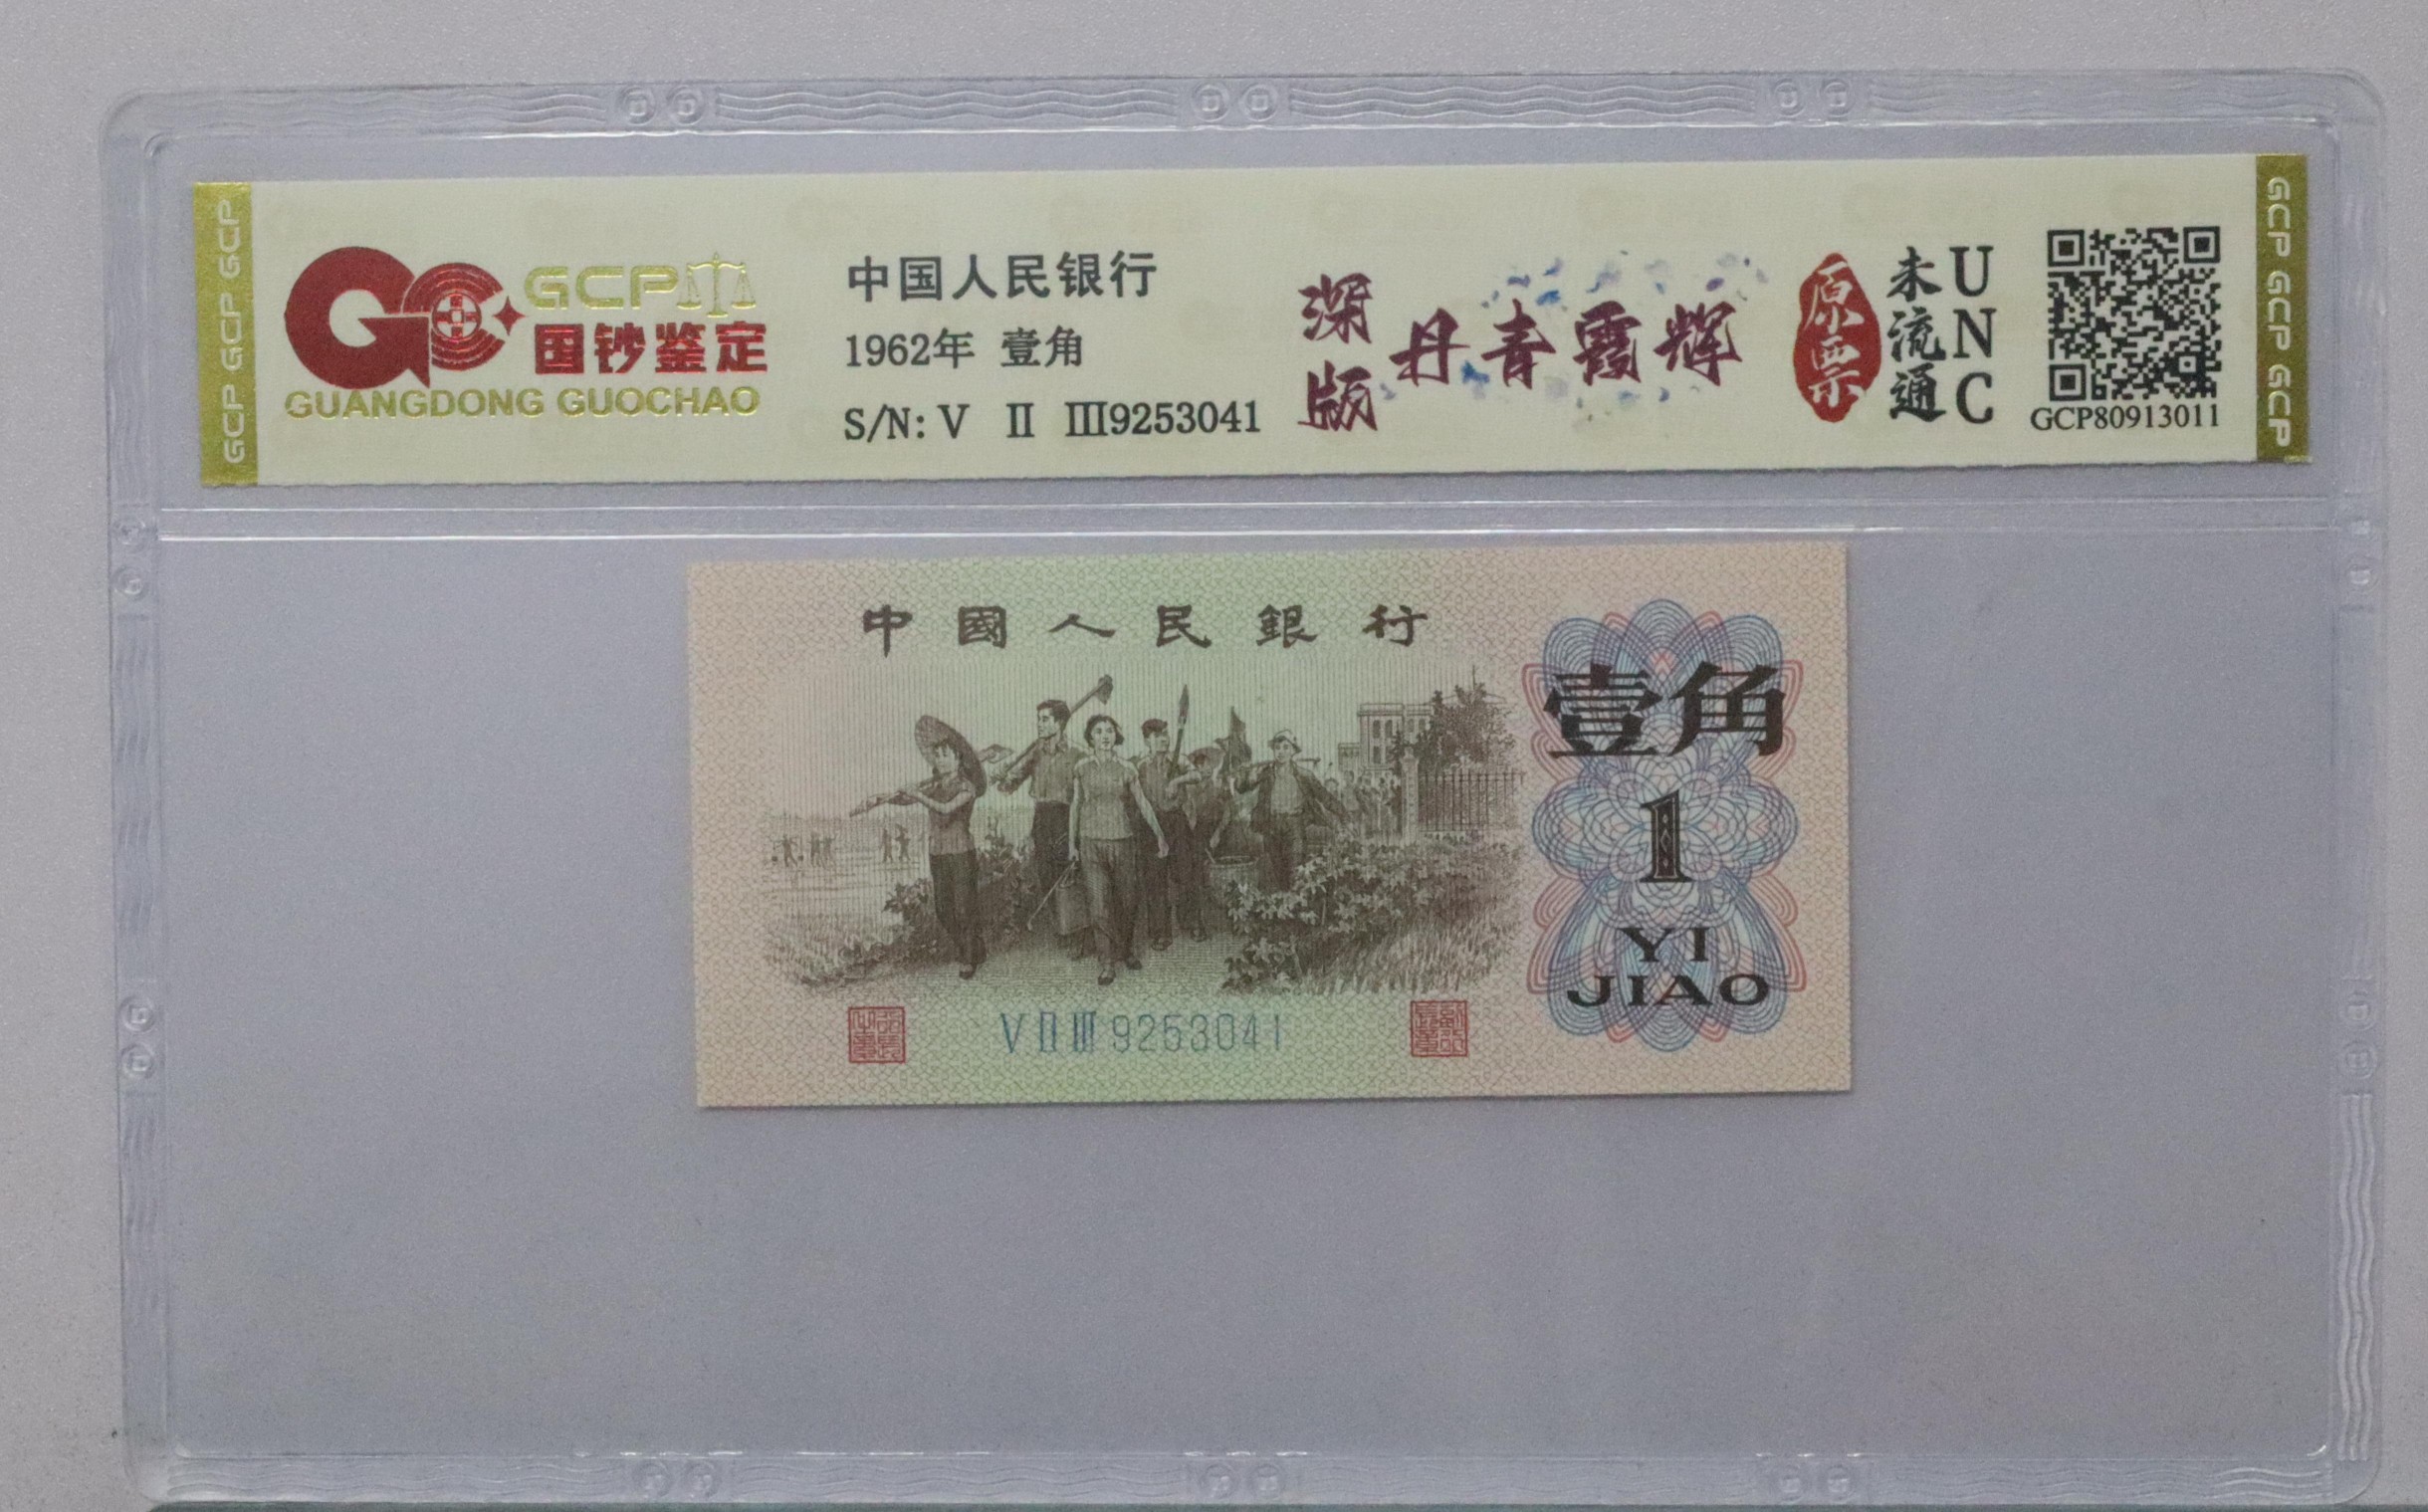 GCP GCP GCP
GCP
国钞鉴定
GUANGDONG GUOCHAO
中国人民银行
1962年 壹角
S/N: V II III9253041
深版
丹青霞辉
原票
未流通
UNC
GCP80913011
GCP GCP GCP
中國人民銀行
壹角
1
YI
JIAO
V II III 9253041